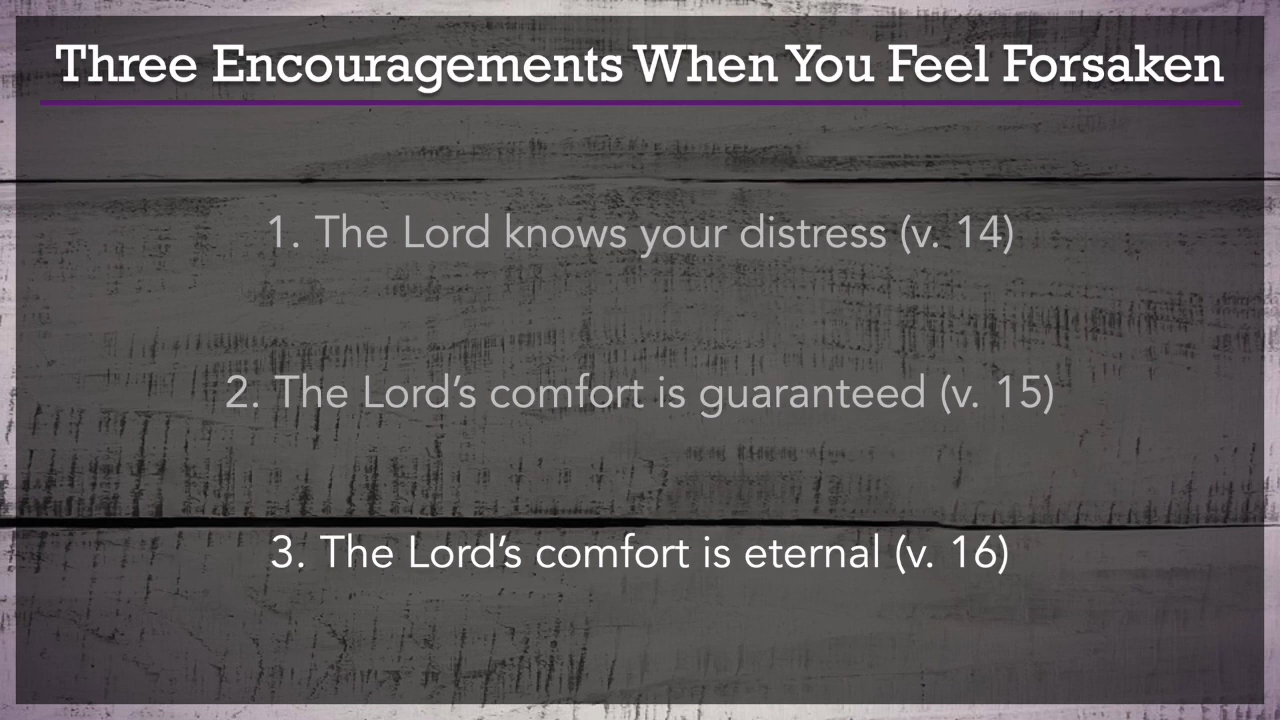 Three Encouragements When You Feel Forsaken
1. The Lord knows your distress (v. 14)
2. The Lord’s comfort is guaranteed (v. 15)
3. The Lord’s comfort is eternal (v. 16)